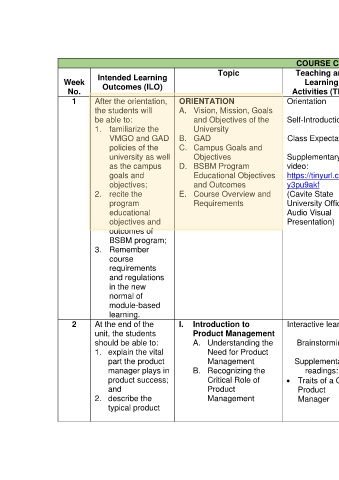 COURSE C
Week
No.
Intended Learning
Outcomes (ILO)
Topic
Teaching an
Learning
Activities (T
1
After the orientation,
the students will
be able to:
1. familiarize the
VMGO and GAD
policies of the
university as well
as the campus
goals and
objectives;
2. recite the
program
educational
objectives and
outcomes of
BSBM program;
3. Remember
course
requirements
and regulations
in the new
normal of
module-based
learning.
ORIENTATION
A. Vision, Mission, Goals
and Objectives of the
University
B. GAD
C. Campus Goals and
Objectives
D. BSBM Program
Educational Objectives
and Outcomes
E. Course Overview and
Requirements
Orientation
Self-Introducti
Class Expecta
Supplementary
video:
https://tinyurl.c
y3pu9akf
(Cavite State
University Offic
Audio Visual
Presentation)
2
At the end of the
unit, the students
should be able to:
1. explain the vital
part the product
manager plays in
product success;
and
2. describe the
typical product
I. Introduction to
Product Management
A. Understanding the
Need for Product
Management
B. Recognizing the
Critical Role of
Product
Management
Interactive lear
Brainstormin
Supplementa
readings:
• Traits of a G
Product
Manager